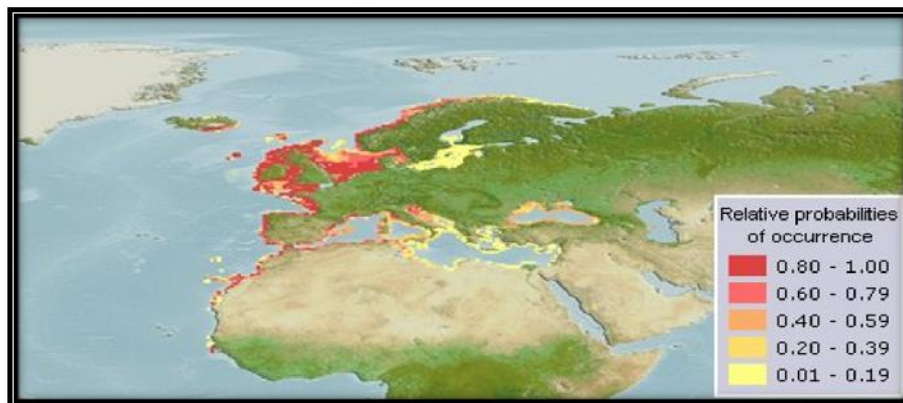 Relative probabilities
of occurrence
0.80 - 1.00
0.60 - 0.79
0.40 - 0.59
0.20 - 0.39
0.01 - 0.19